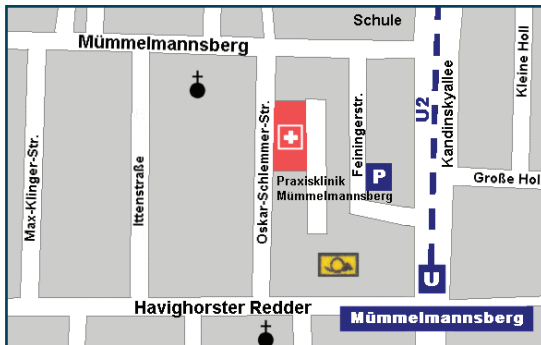 Schule
Mümmelmannsberg
Kleine Holl
U2
Kandinskyallee
Max-Klinger-Str.
Ittenstraße
Oskar-Schlemmer-Str.
Feiningerstr.
P
Große Hol
Praxisklinik
Mümmelmannsberg
U
Havighorster Redder
Mümmelmannsberg